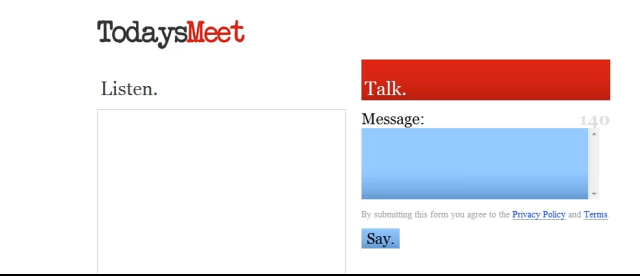 TodaysMeet
Listen.
Talk.
Message:
140
By submitting this form you agree to the Privacy Policy and Terms.
Say.